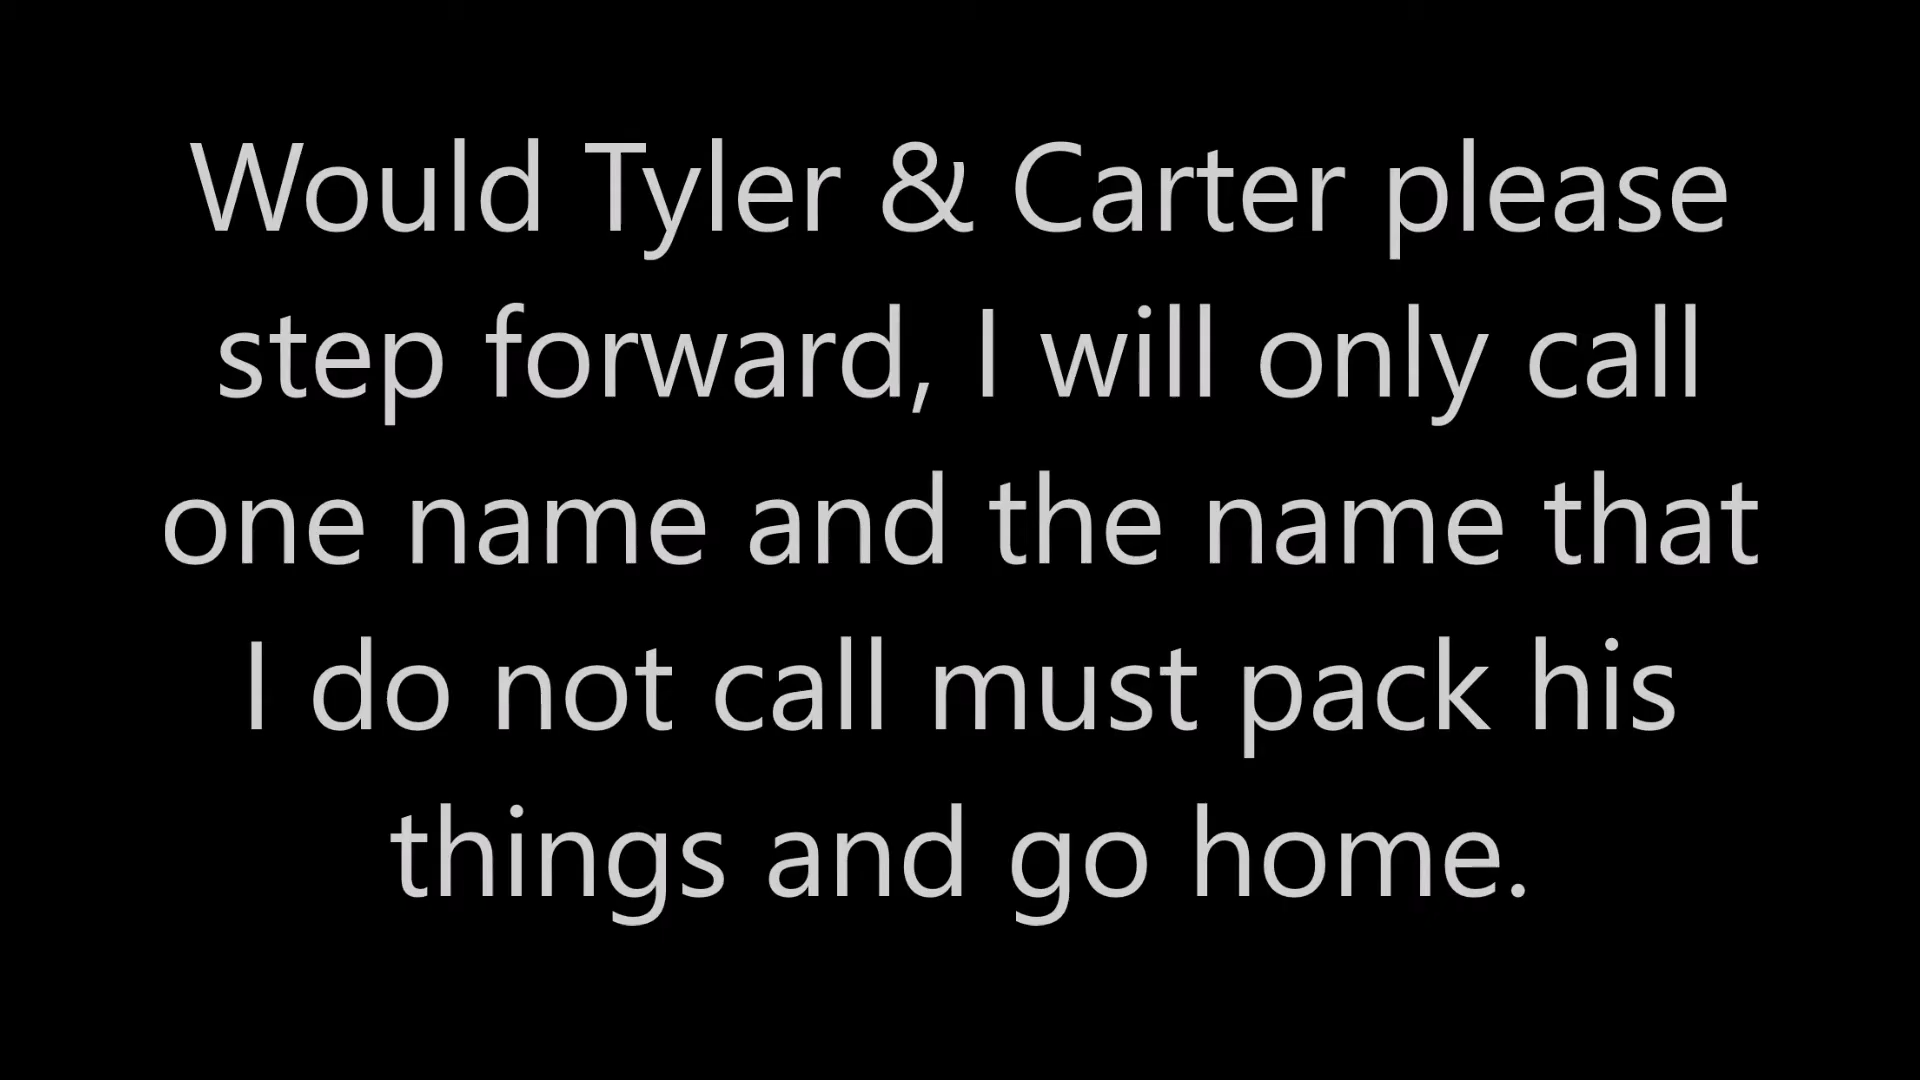 Would Tyler & Carter please
step forward, I will only call
one name and the name that
I do not call must pack his
things and go home.